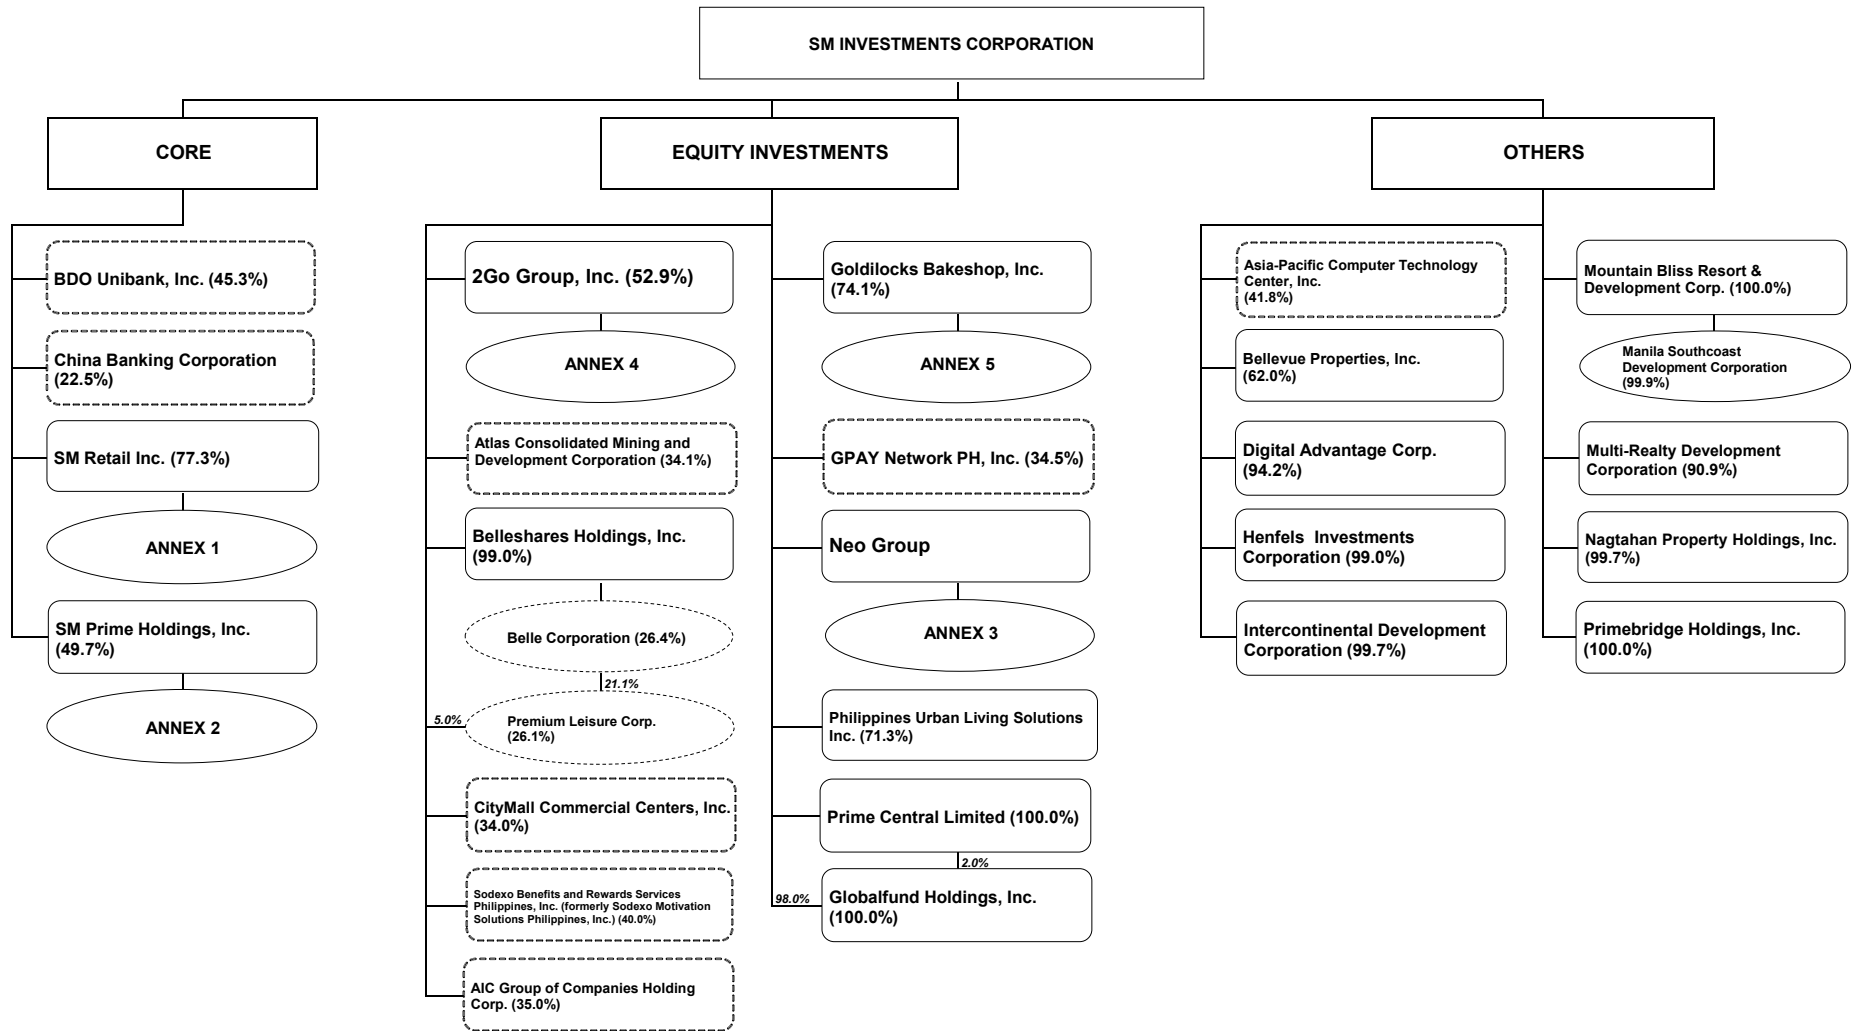 SM INVESTMENTS CORPORATION
CORE
EQUITY INVESTMENTS
OTHERS
BDO Unibank, Inc. (45.3%)
China Banking Corporation
(22.5%)
SM Retail Inc. (77.3%)
ANNEX 1
SM Prime Holdings, Inc.
(49.7%)
ANNEX 2
2Go Group, Inc. (52.9%)
ANNEX 4
Atlas Consolidated Mining and
Development Corporation (34.1%)
Belleshares Holdings, Inc.
(99.0%)
Belle Corporation (26.4%)
21.1%
5.0%
Premium Leisure Corp.
(26.1%)
CityMall Commercial Centers, Inc.
(34.0%)
Sodexo Benefits and Rewards Services
Philippines, Inc. (formerly Sodexo Motivation
Solutions Philippines, Inc.) (40.0%)
AIC Group of Companies Holding
Corp. (35.0%)
Goldilocks Bakeshop, Inc.
(74.1%)
ANNEX 5
GPAY Network PH, Inc. (34.5%)
Neo Group
ANNEX 3
Philippines Urban Living Solutions
Inc. (71.3%)
Prime Central Limited (100.0%)
2.0%
98.0%
Globalfund Holdings, Inc.
(100.0%)
Asia-Pacific Computer Technology
Center, Inc.
(41.8%)
Bellevue Properties, Inc.
(62.0%)
Digital Advantage Corp.
(94.2%)
Henfels Investments
Corporation (99.0%)
Intercontinental Development
Corporation (99.7%)
Mountain Bliss Resort &
Development Corp. (100.0%)
Manila Southcoast
Development Corporation
(99.9%)
Multi-Realty Development
Corporation (90.9%)
Nagtahan Property Holdings, Inc.
(99.7%)
Primebridge Holdings, Inc.
(100.0%)